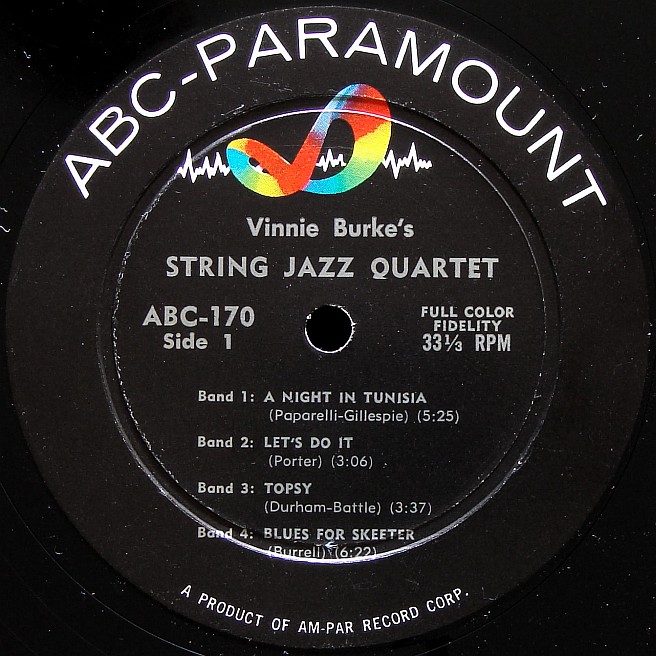 ABC-PARAMOUNT
Vinnie Burke's
STRING JAZZ QUARTET
ABC-170
Side 1
FULL COLOR
FIDELITY
33⅓ RPM
Band 1: A NIGHT IN TUNISIA
(Paparelli-Gillespie) (5:25)
Band 2: LET'S DO IT
(Porter) (3:06)
Band 3: TOPSY
(Durham-Battle) (3:37)
Band 4: BLUES FOR SKEETER
(Burrell) (6:22)
A PRODUCT OF AM-PAR RECORD CORP.